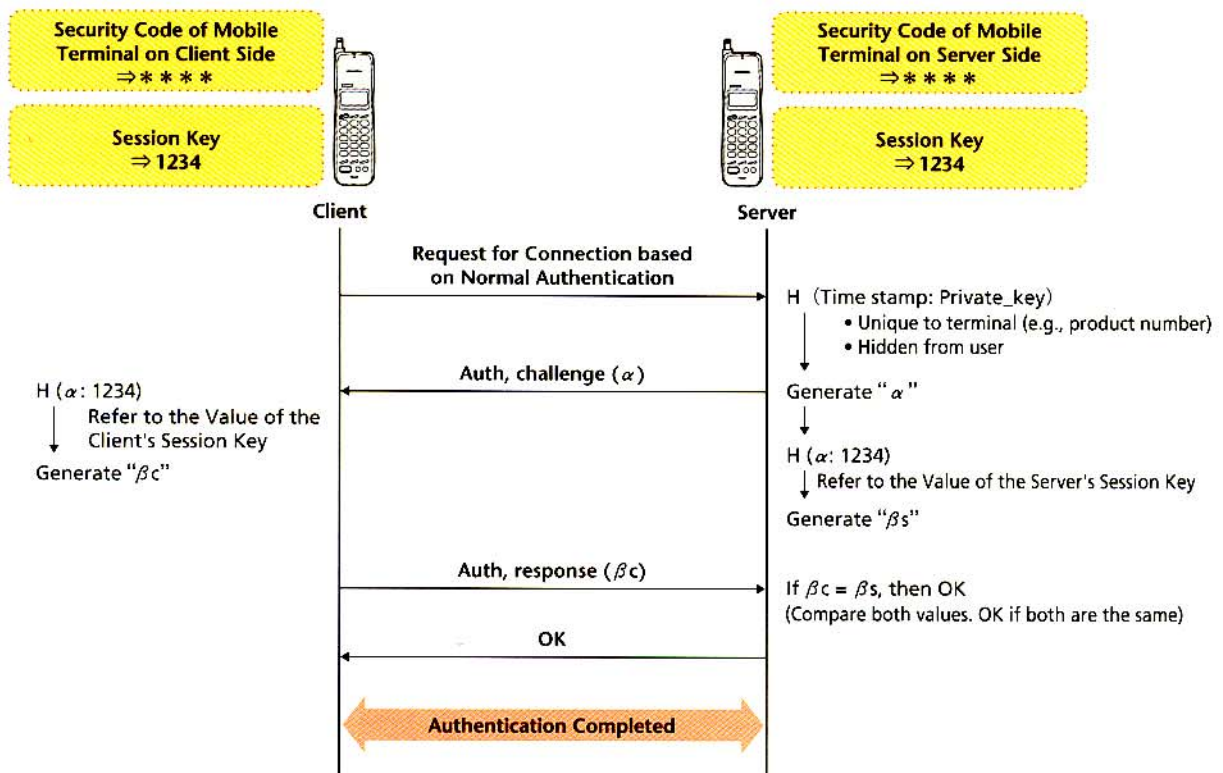 Security Code of Mobile
Terminal on Client Side
⇒＊＊＊＊
Session Key
⇒1234
Security Code of Mobile
Terminal on Server Side
⇒＊＊＊＊
Session Key
⇒1234
Client
Server
Request for Connection based
on Normal Authentication
H (Time stamp: Private_key)
• Unique to terminal (e.g., product number)
• Hidden from user
Auth, challenge (α)
Generate “α”
H (α: 1234)
Refer to the Value of the
Client's Session Key
Generate “βc”
H (α: 1234)
Refer to the Value of the Server's Session Key
Generate “βs”
Auth, response (βc)
If βc = βs, then OK
(Compare both values. OK if both are the same)
OK
Authentication Completed